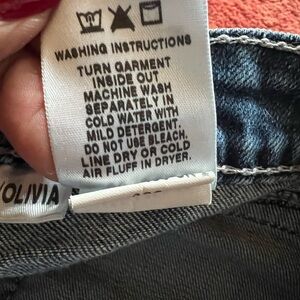 WASHING INSTRUCTIONS
TURN GARMENT
INSIDE OUT
MACHINE WASH
SEPARATELY IN
COLD WATER WITH
MILD DETERGENT.
DO NOT USE BLEACH.
LINE DRY OR COLD
AIR FLUFF IN DRYER.
OLIVIA